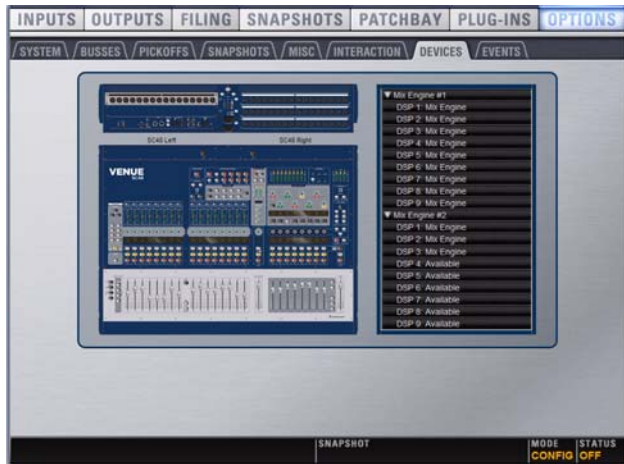 INPUTS OUTPUTS FILING SNAPSHOTS PATCHBAY PLUG-INS OPTIONS
SYSTEM BUSSES PICKOFFS SNAPSHOTS MISC INTERACTION DEVICES EVENTS
SC48 Left SC48 Right
VENUE
SC48
Mix Engine #1
DSP 1: Mix Engine
DSP 2: Mix Engine
DSP 3: Mix Engine
DSP 4: Mix Engine
DSP 5: Mix Engine
DSP 6: Mix Engine
DSP 7: Mix Engine
DSP 8: Mix Engine
DSP 9: Mix Engine
Mix Engine #2
DSP 1: Mix Engine
DSP 2: Mix Engine
DSP 3: Mix Engine
DSP 4: Available
DSP 5: Available
DSP 6: Available
DSP 7: Available
DSP 8: Available
DSP 9: Available
SNAPSHOT MODE STATUS
CONFIG OFF